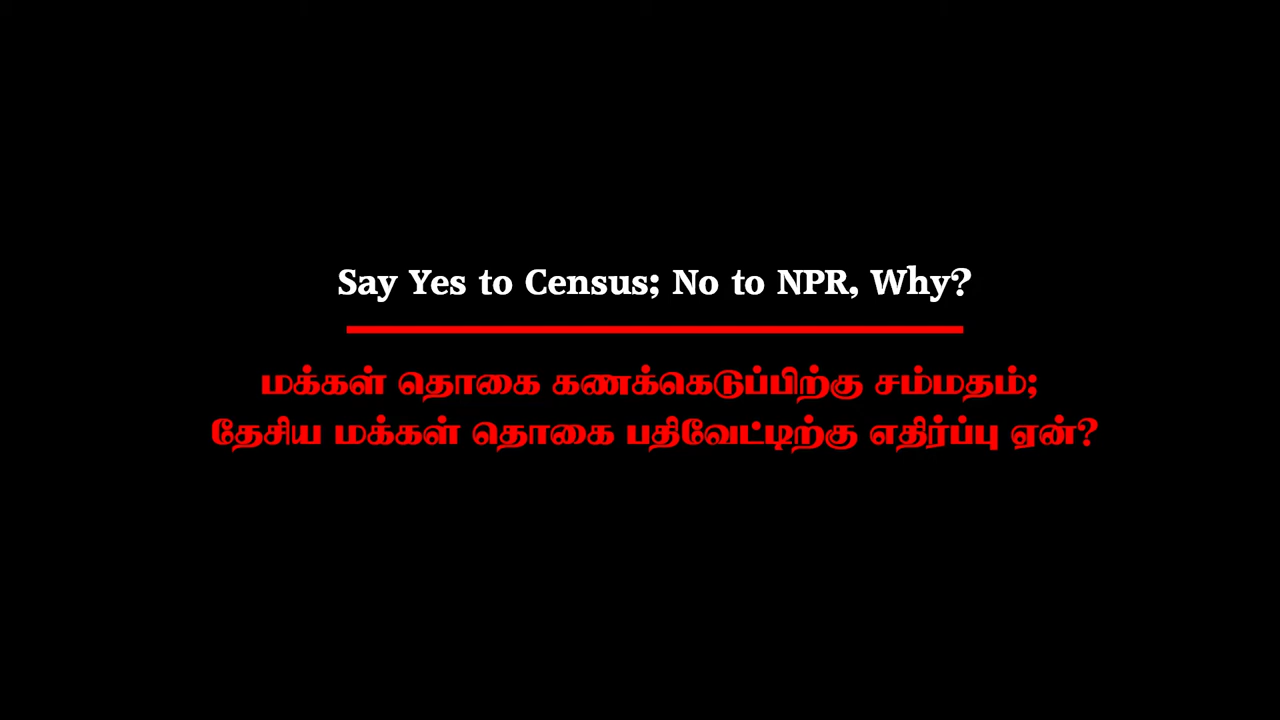 Say Yes to Census; No to NPR, Why?
மக்கள் தொகை கணக்கெடுப்பிற்கு சம்மதம்;
தேசிய மக்கள் தொகை பதிவேட்டிற்கு எதிர்ப்பு ஏன்?